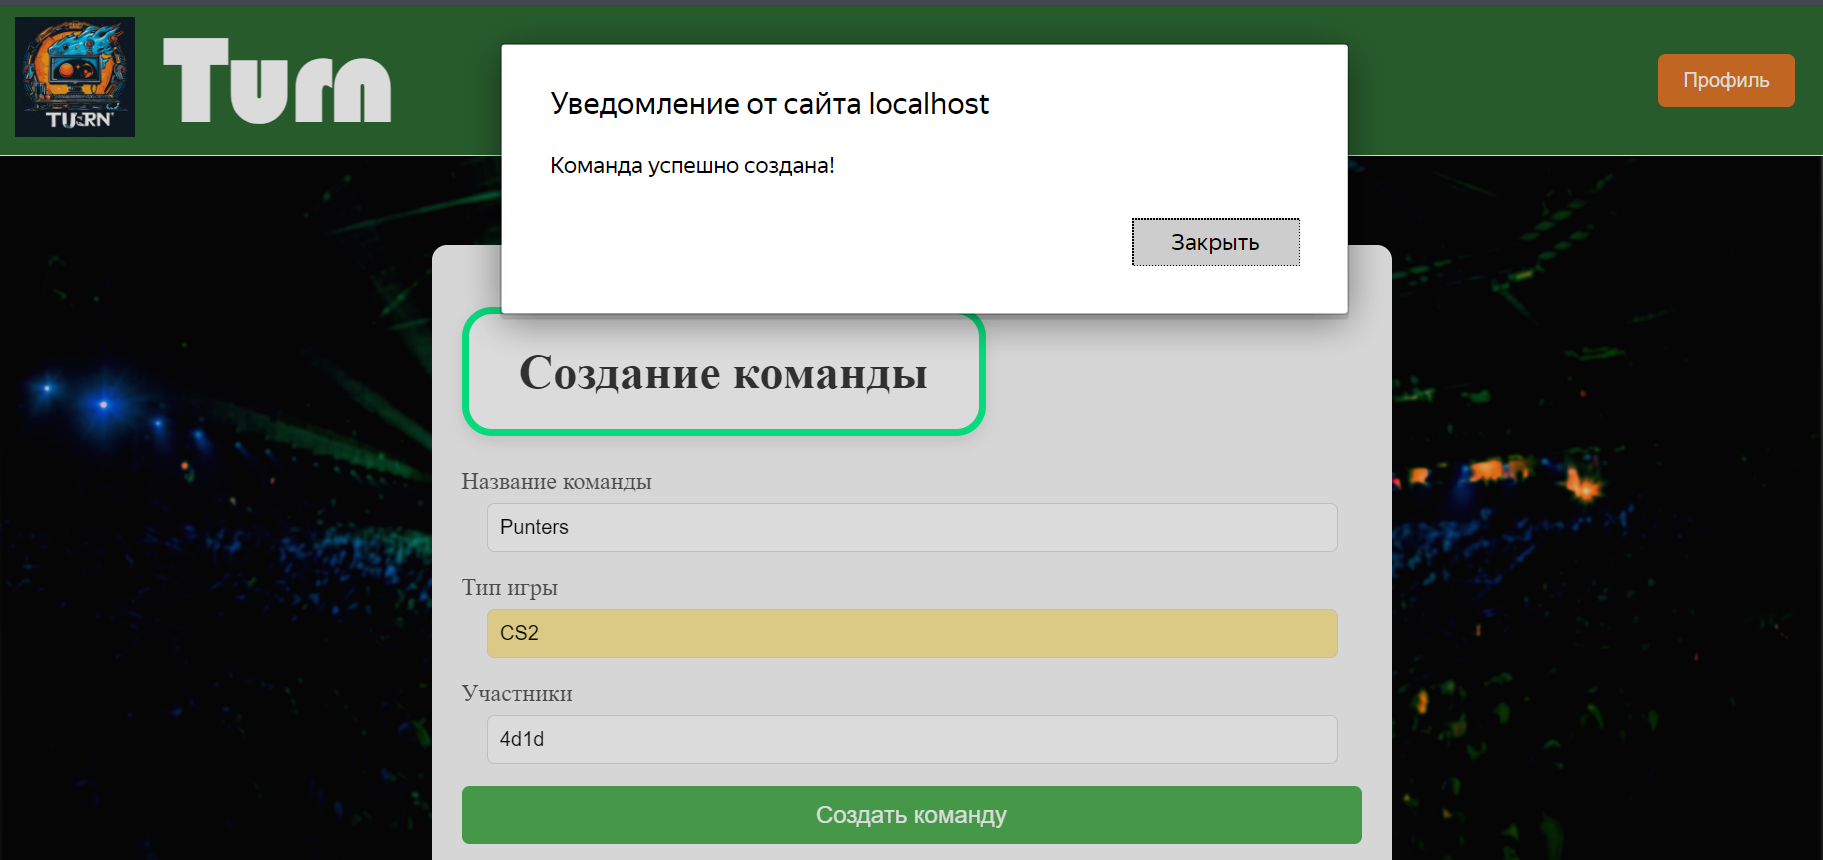 TUERN
Turn
Профиль
Уведомление от сайта localhost
Команда успешно создана!
Закрыть
Создание команды
Название команды
Punters
Тип игры
CS2
Участники
4d1d
Создать команду